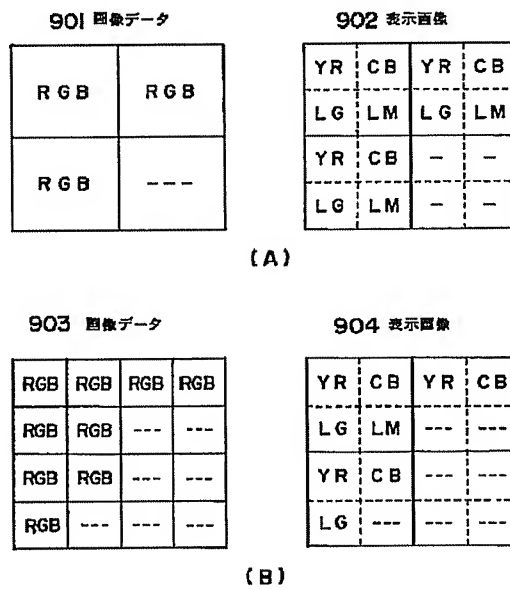 901 画像データ
902 表示画像
RGB RGB
RGB ---
YR CB YR CB
LG LM LG LM
YR CB - -
LG LM - -
(A)
903 画像データ
904 表示画像
RGB RGB RGB RGB
RGB RGB --- ---
RGB RGB --- ---
RGB --- --- ---
YR CB YR CB
LG LM --- ---
YR CB --- ---
LG --- --- ---
(B)